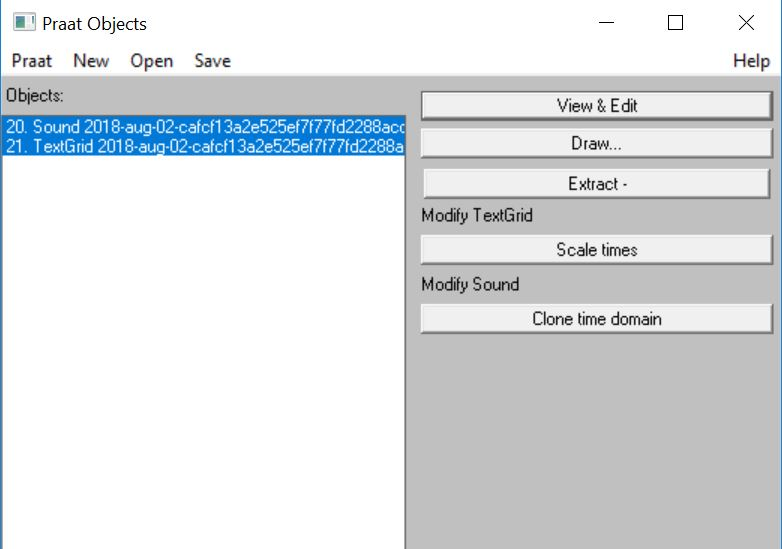 Praat Objects
Praat New Open Save Help
Objects:
20. Sound 2018-aug-02-cafcf13a2e525ef7f77fd2288acc
21. TextGrid 2018-aug-02-cafcf13a2e525ef7f77fd2288a
View & Edit
Draw...
Extract -
Modify TextGrid
Scale times
Modify Sound
Clone time domain